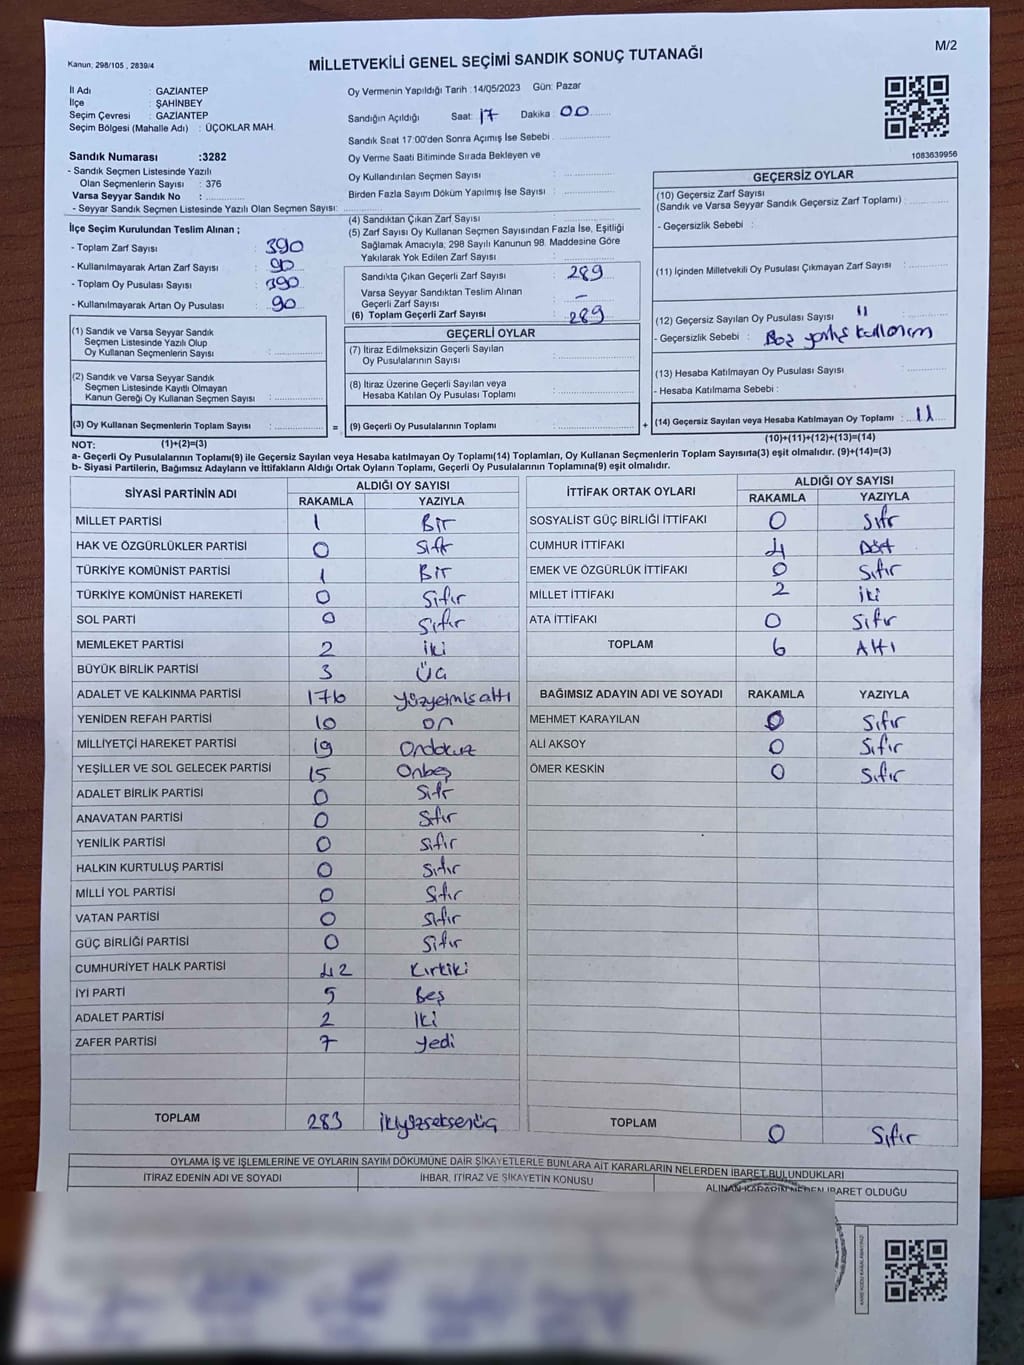 M/2
Kanun, 298/105 , 2839/4
MİLLETVEKİLİ GENEL SEÇİMİ SANDIK SONUÇ TUTANAĞI
İl Adı : GAZİANTEP
İlçe : ŞAHİNBEY
Seçim Çevresi : GAZİANTEP
Seçim Bölgesi (Mahalle Adı) : ÜÇOKLAR MAH.
Sandık Numarası :3282
- Sandık Seçmen Listesinde Yazılı
Olan Seçmenlerin Sayısı : 376
Varsa Seyyar Sandık No :
- Seyyar Sandık Seçmen Listesinde Yazılı Olan Seçmen Sayısı:
Oy Vermenin Yapıldığı Tarih :14/05/2023 Gün: Pazar
Sandığın Açıldığı Saat: 17 Dakika : 00
Sandık Saat 17:00'den Sonra Açımış İse Sebebi :
Oy Verme Saati Bitiminde Sırada Bekleyen ve
Oy Kullandırılan Seçmen Sayısı :
Birden Fazla Sayım Döküm Yapılmış İse Sayısı :
1083639956
İlçe Seçim Kurulundan Teslim Alınan ;
- Toplam Zarf Sayısı : 390
- Kullanılmayarak Artan Zarf Sayısı : 90
- Toplam Oy Pusulası Sayısı : 390
- Kullanılmayarak Artan Oy Pusulası : 90
(4) Sandıktan Çıkan Zarf Sayısı :
(5) Zarf Sayısı Oy Kullanan Seçmen Sayısından Fazla İse, Eşitliği
Sağlamak Amacıyla, 298 Sayılı Kanunun 98. Maddesine Göre
Yakılarak Yok Edilen Zarf Sayısı :
Sandıkta Çıkan Geçerli Zarf Sayısı : 289
Varsa Seyyar Sandıktan Teslim Alınan
Geçerli Zarf Sayısı : -
(6) Toplam Geçerli Zarf Sayısı : 289
GEÇERSİZ OYLAR
(10) Geçersiz Zarf Sayısı
(Sandık ve Varsa Seyyar Sandık Geçersiz Zarf Toplamı) :
- Geçersizlik Sebebi :
(11) İçinden Milletvekili Oy Pusulası Çıkmayan Zarf Sayısı :
(12) Geçersiz Sayılan Oy Pusulası Sayısı : 11
- Geçersizlik Sebebi : kullanım
(13) Hesaba Katılmayan Oy Pusulası Sayısı :
- Hesaba Katılmama Sebebi :
(14) Geçersiz Sayılan veya Hesaba Katılmayan Oy Toplamı : 11
(10)+(11)+(12)+(13)=(14)
(1) Sandık ve Varsa Seyyar Sandık
Seçmen Listesinde Yazılı Olup
Oy Kullanan Seçmenlerin Sayısı :
(2) Sandık ve Varsa Seyyar Sandık
Seçmen Listesinde Kayıtlı Olmayan
Kanun Gereği Oy Kullanan Seçmen Sayısı :
(3) Oy Kullanan Seçmenlerin Toplam Sayısı : =
GEÇERLİ OYLAR
(7) İtiraz Edilmeksizin Geçerli Sayılan
Oy Pusulalarının Sayısı :
(8) İtiraz Üzerine Geçerli Sayılan veya
Hesaba Katılan Oy Pusulası Toplamı :
(9) Geçerli Oy Pusulalarının Toplamı : +
NOT: (1)+(2)=(3)
a- Geçerli Oy Pusulalarının Toplamı(9) ile Geçersiz Sayılan veya Hesaba katılmayan Oy Toplamı(14) Toplamları, Oy Kullanan Seçmenlerin Toplam Sayısına(3) eşit olmalıdır. (9)+(14)=(3)
b- Siyasi Partilerin, Bağımsız Adayların ve İttifakların Aldığı Ortak Oyların Toplamı, Geçerli Oy Pusulalarının Toplamına(9) eşit olmalıdır.
SİYASİ PARTİNİN ADI ALDIĞI OY SAYISI
RAKAMLA YAZIYLA
MİLLET PARTİSİ 1 Bir
HAK VE ÖZGÜRLÜKLER PARTİSİ 0 Sıfır
TÜRKİYE KOMÜNİST PARTİSİ 1 Bir
TÜRKİYE KOMÜNİST HAREKETİ 0 Sıfır
SOL PARTİ 0 Sıfır
MEMLEKET PARTİSİ 2 iki
BÜYÜK BİRLİK PARTİSİ 3 Üç
ADALET VE KALKINMA PARTİSİ 176 Yüzyetmişaltı
YENİDEN REFAH PARTİSİ 10 on
MİLLİYETÇİ HAREKET PARTİSİ 19 Ondokuz
YEŞİLLER VE SOL GELECEK PARTİSİ 15 Onbeş
ADALET BİRLİK PARTİSİ 0 Sıfır
ANAVATAN PARTİSİ 0 Sıfır
YENİLİK PARTİSİ 0 Sıfır
HALKIN KURTULUŞ PARTİSİ 0 Sıfır
MİLLİ YOL PARTİSİ 0 Sıfır
VATAN PARTİSİ 0 Sıfır
GÜÇ BİRLİĞİ PARTİSİ 0 Sıfır
CUMHURİYET HALK PARTİSİ 42 Kırkiki
İYİ PARTİ 5 Beş
ADALET PARTİSİ 2 İki
ZAFER PARTİSİ 7 Yedi
TOPLAM 283 İkiyüzseksenüç
İTTİFAK ORTAK OYLARI ALDIĞI OY SAYISI
RAKAMLA YAZIYLA
SOSYALİST GÜÇ BİRLİĞİ İTTİFAKI 0 Sıfır
CUMHUR İTTİFAKI 4 Dört
EMEK VE ÖZGÜRLÜK İTTİFAKI 0 Sıfır
MİLLET İTTİFAKI 2 İki
ATA İTTİFAKI 0 Sıfır
TOPLAM 6 Altı
BAĞIMSIZ ADAYIN ADI VE SOYADI RAKAMLA YAZIYLA
MEHMET KARAYILAN 0 Sıfır
ALİ AKSOY 0 Sıfır
ÖMER KESKİN 0 Sıfır
TOPLAM 0 Sıfır
OYLAMA İŞ VE İŞLEMLERİNE VE OYLARIN SAYIM DÖKÜMÜNE DAİR ŞİKAYETLERLE BUNLARA AİT KARARLARIN NELERDEN İBARET BULUNDUKLARI
İTİRAZ EDENİN ADI VE SOYADI İHBAR, İTİRAZ VE ŞİKAYETİN KONUSU ALINAN KARARIN NEDEN İBARET OLDUĞU
KARE KODU KARALAMAYINIZ!